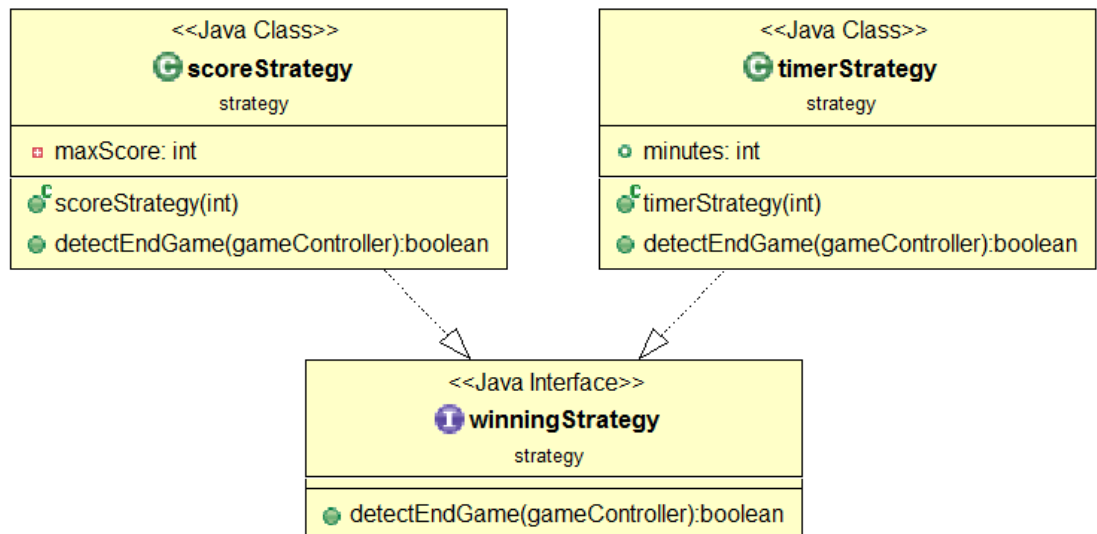 <<Java Class>>
C scoreStrategy
strategy
maxScore: int
C scoreStrategy(int)
detectEndGame(gameController):boolean
<<Java Class>>
C timerStrategy
strategy
minutes: int
C timerStrategy(int)
detectEndGame(gameController):boolean
<<Java Interface>>
I winningStrategy
strategy
detectEndGame(gameController):boolean